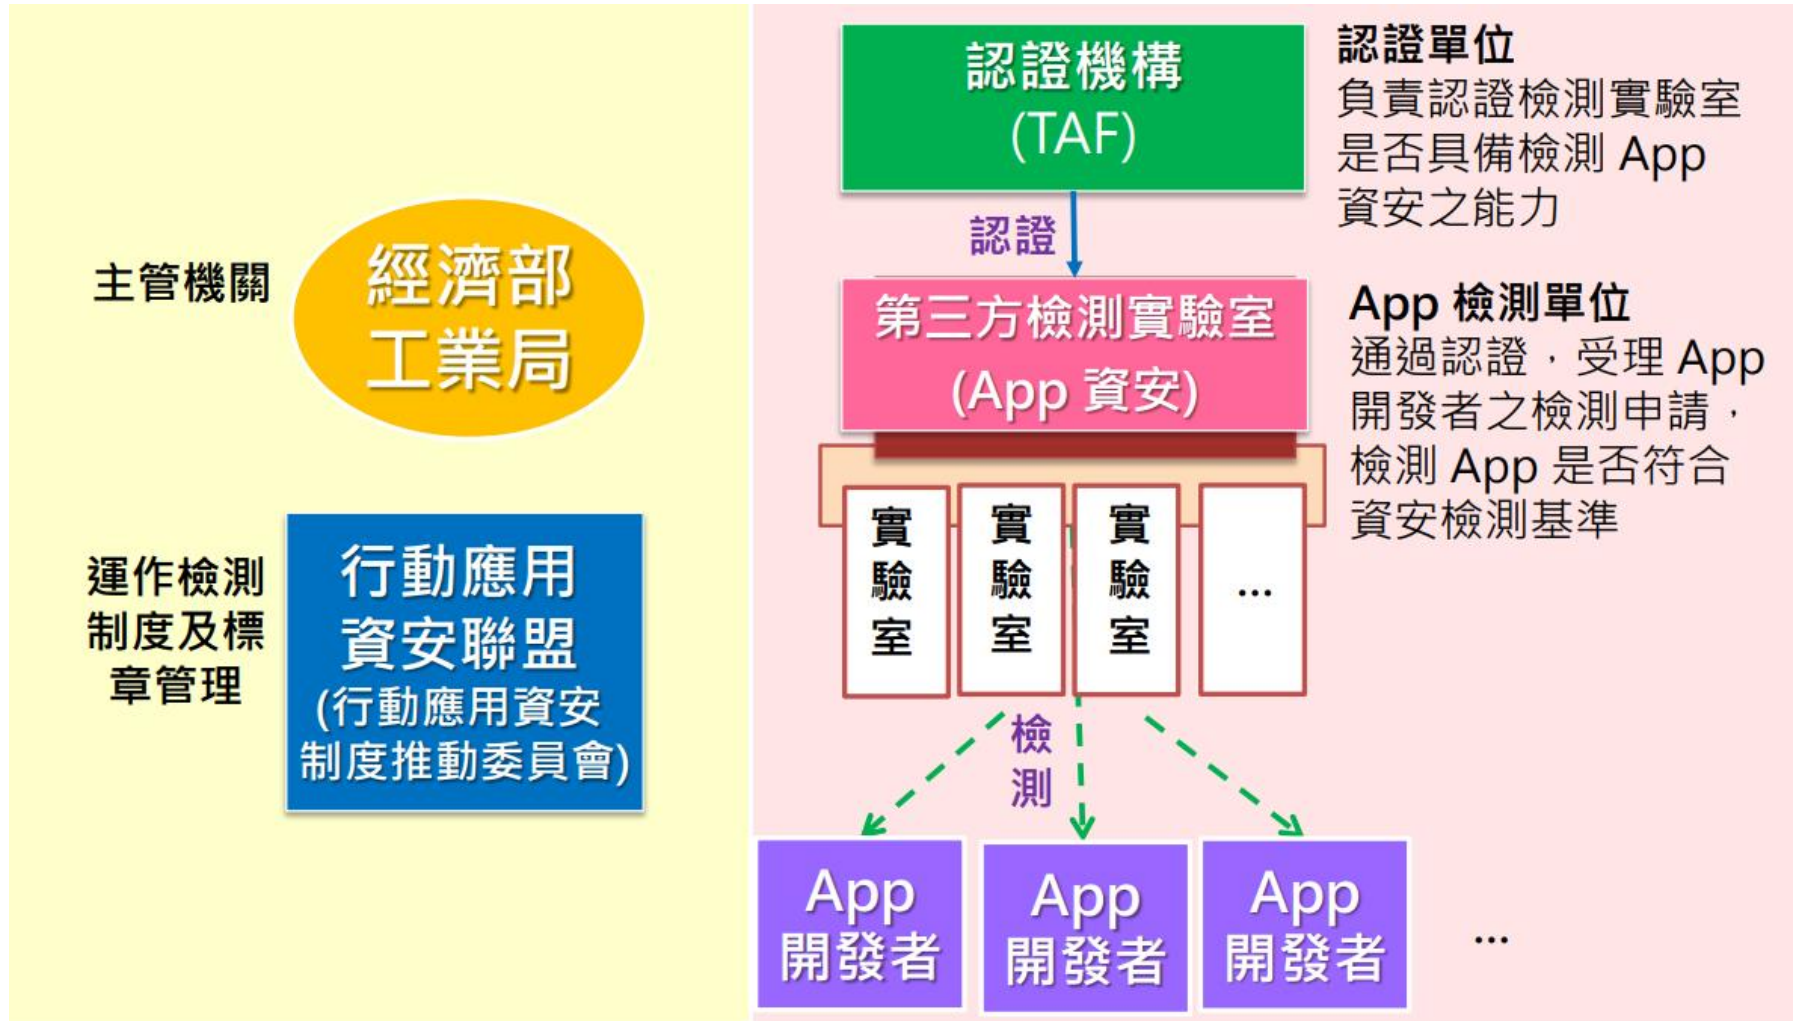 主管機關
經濟部
工業局
運作檢測
制度及標
章管理
行動應用
資安聯盟
(行動應用資安
制度推動委員會)
認證機構
(TAF)
認證
第三方檢測實驗室
(App 資安)
實驗室
實驗室
實驗室
...
檢測
App
開發者
App
開發者
App
開發者
...
認證單位
負責認證檢測實驗室
是否具備檢測 App
資安之能力
App 檢測單位
通過認證，受理 App
開發者之檢測申請，
檢測 App 是否符合
資安檢測基準